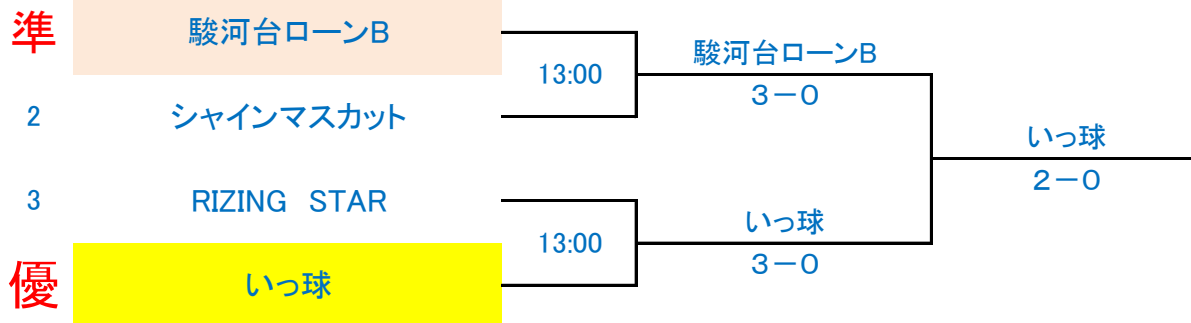 準 駿河台ローンB
13:00
駿河台ローンB
3－0
2 シャインマスカット
いっ球
2－0
3 RIZING　STAR
13:00
いっ球
3－0
優 いっ球